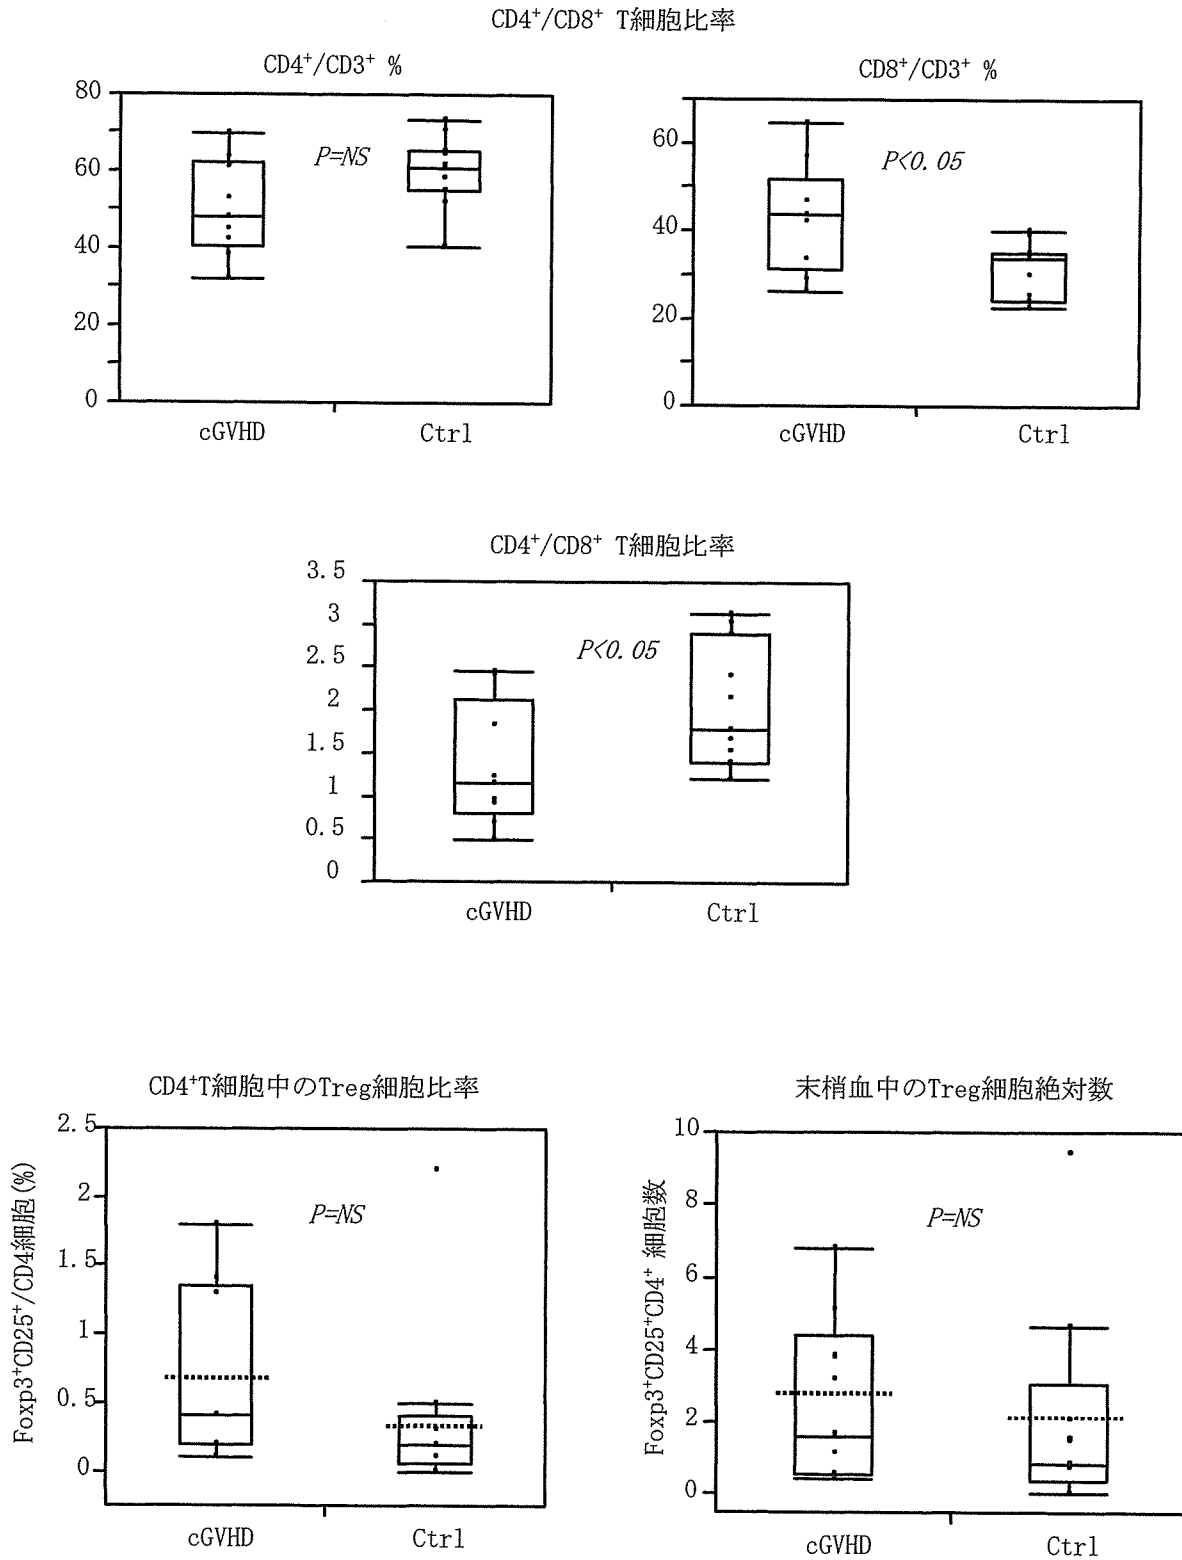 CD4⁺/CD8⁺ T細胞比率
CD4⁺/CD3⁺ %
80
60
40
20
0
P=NS
cGVHD Ctrl
CD8⁺/CD3⁺ %
60
40
20
0
P<0.05
cGVHD Ctrl
CD4⁺/CD8⁺ T細胞比率
3.5
3
2.5
2
1.5
1
0.5
0
P<0.05
cGVHD Ctrl
CD4⁺T細胞中のTreg細胞比率
Foxp3⁺CD25⁺/CD4細胞(%)
2.5
2
1.5
1
0.5
0
P=NS
cGVHD Ctrl
末梢血中のTreg細胞絶対数
Foxp3⁺CD25⁺CD4⁺ 細胞数
10
8
6
4
2
0
P=NS
cGVHD Ctrl